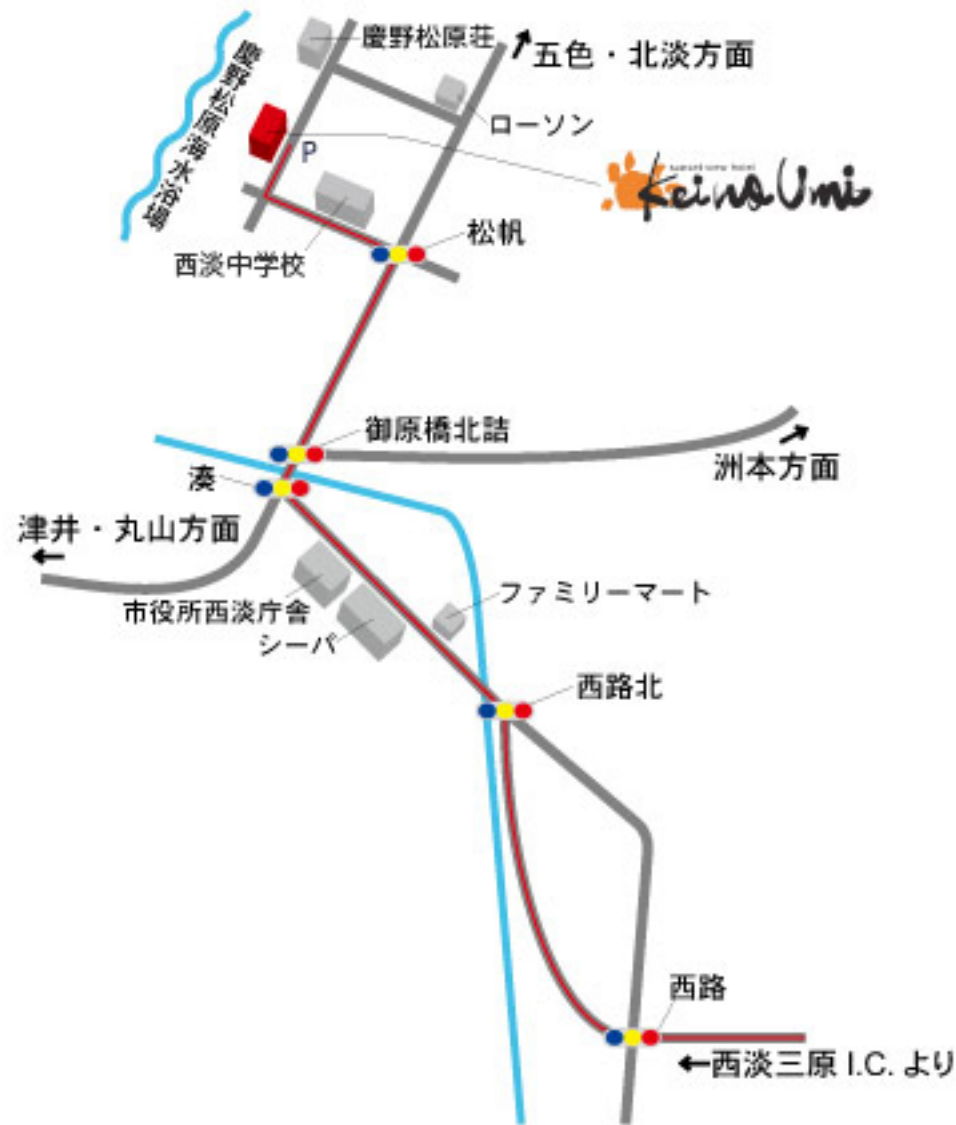 慶野松原荘
五色・北淡方面
慶野松原海水浴場
ローソン
P
Keino Umi
松帆
西淡中学校
御原橋北詰
湊
洲本方面
津井・丸山方面
ファミリーマート
市役所西淡庁舎
シーパ
西路北
西路
←西淡三原 I.C. より